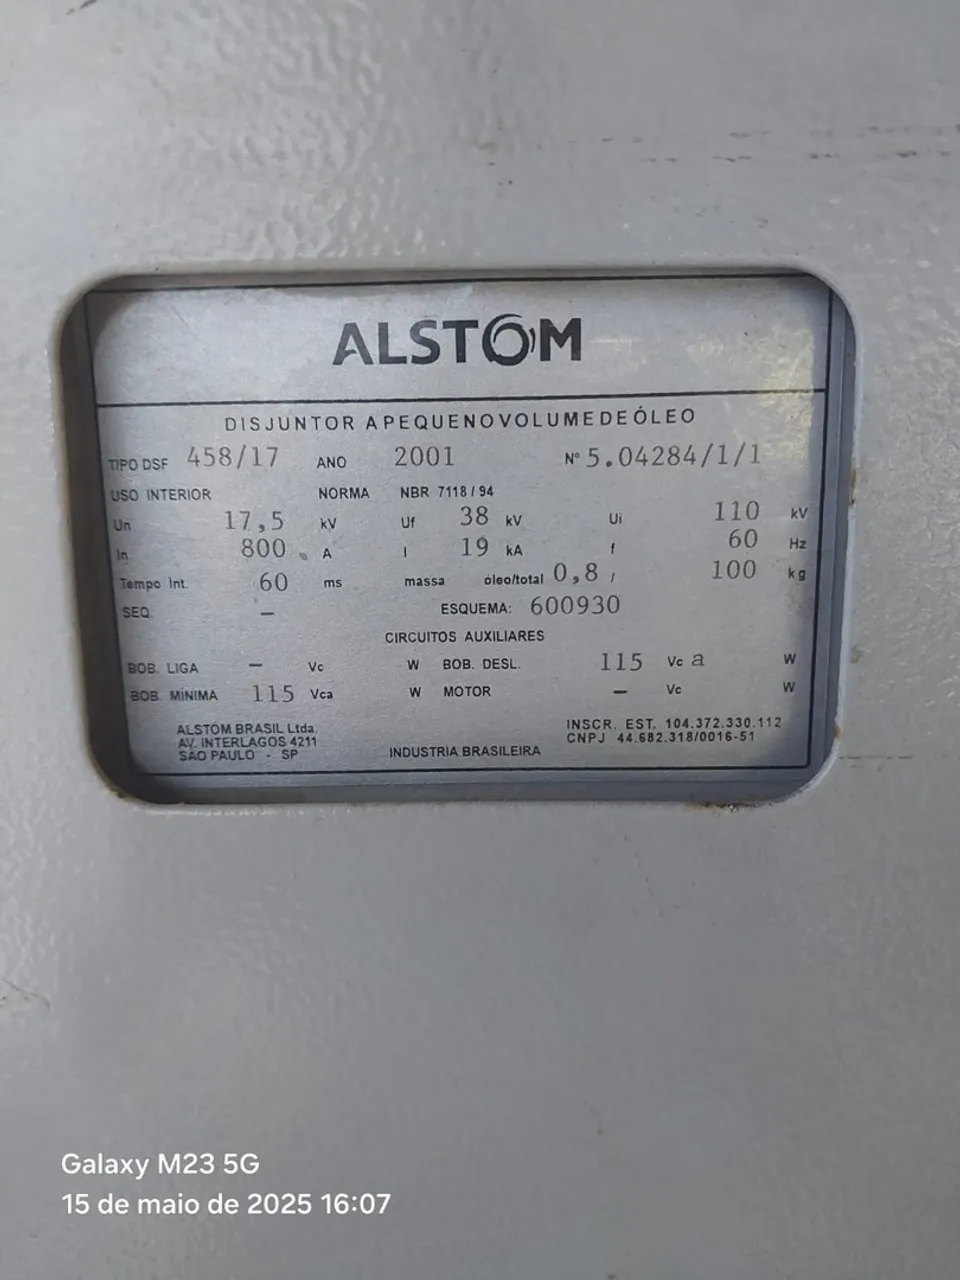 ALSTOM
DISJUNTOR A PEQUENO VOLUME DE ÓLEO
TIPO DSF 458/17 ANO 2001 Nº 5.04284/1/1
USO INTERIOR NORMA NBR 7118 / 94
Un 17,5 kV Uf 38 kV Ui 110 kV
In 800 A I 19 kA f 60 Hz
Tempo Int. 60 ms massa óleo/total 0,8 / 100 kg
SEQ. – ESQUEMA: 600930
CIRCUITOS AUXILIARES
BOB. LIGA – Vc W BOB. DESL. 115 Vc a W
BOB. MÍNIMA 115 Vca W MOTOR – Vc W
ALSTOM BRASIL Ltda.
AV. INTERLAGOS 4211
SAO PAULO - SP
INDUSTRIA BRASILEIRA
INSCR. EST. 104.372.330.112
CNPJ 44.682.318/0016-51
Galaxy M23 5G
15 de maio de 2025 16:07